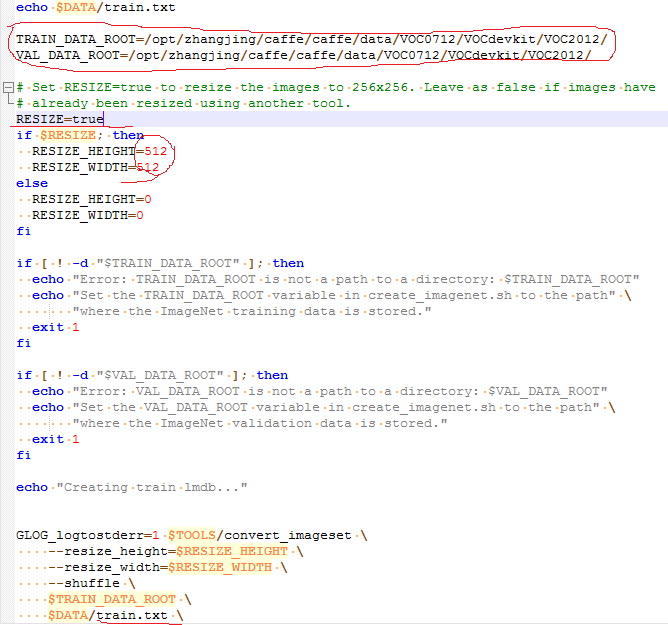 echo $DATA/train.txt
TRAIN_DATA_ROOT=/opt/zhangjing/caffe/caffe/data/VOC0712/VOCdevkit/VOC2012/
VAL_DATA_ROOT=/opt/zhangjing/caffe/caffe/data/VOC0712/VOCdevkit/VOC2012/
# Set RESIZE=true to resize the images to 256x256. Leave as false if images have
# already been resized using another tool.
RESIZE=true
if $RESIZE; then
  RESIZE_HEIGHT=512
  RESIZE_WIDTH=512
else
  RESIZE_HEIGHT=0
  RESIZE_WIDTH=0
fi
if [ ! -d "$TRAIN_DATA_ROOT" ]; then
  echo "Error: TRAIN_DATA_ROOT is not a path to a directory: $TRAIN_DATA_ROOT"
  echo "Set the TRAIN_DATA_ROOT variable in create_imagenet.sh to the path" \
       "where the ImageNet training data is stored."
  exit 1
fi
if [ ! -d "$VAL_DATA_ROOT" ]; then
  echo "Error: VAL_DATA_ROOT is not a path to a directory: $VAL_DATA_ROOT"
  echo "Set the VAL_DATA_ROOT variable in create_imagenet.sh to the path" \
       "where the ImageNet validation data is stored."
  exit 1
fi
echo "Creating train lmdb..."
GLOG_logtostderr=1 $TOOLS/convert_imageset \
    --resize_height=$RESIZE_HEIGHT \
    --resize_width=$RESIZE_WIDTH \
    --shuffle \
    $TRAIN_DATA_ROOT \
    $DATA/train.txt \